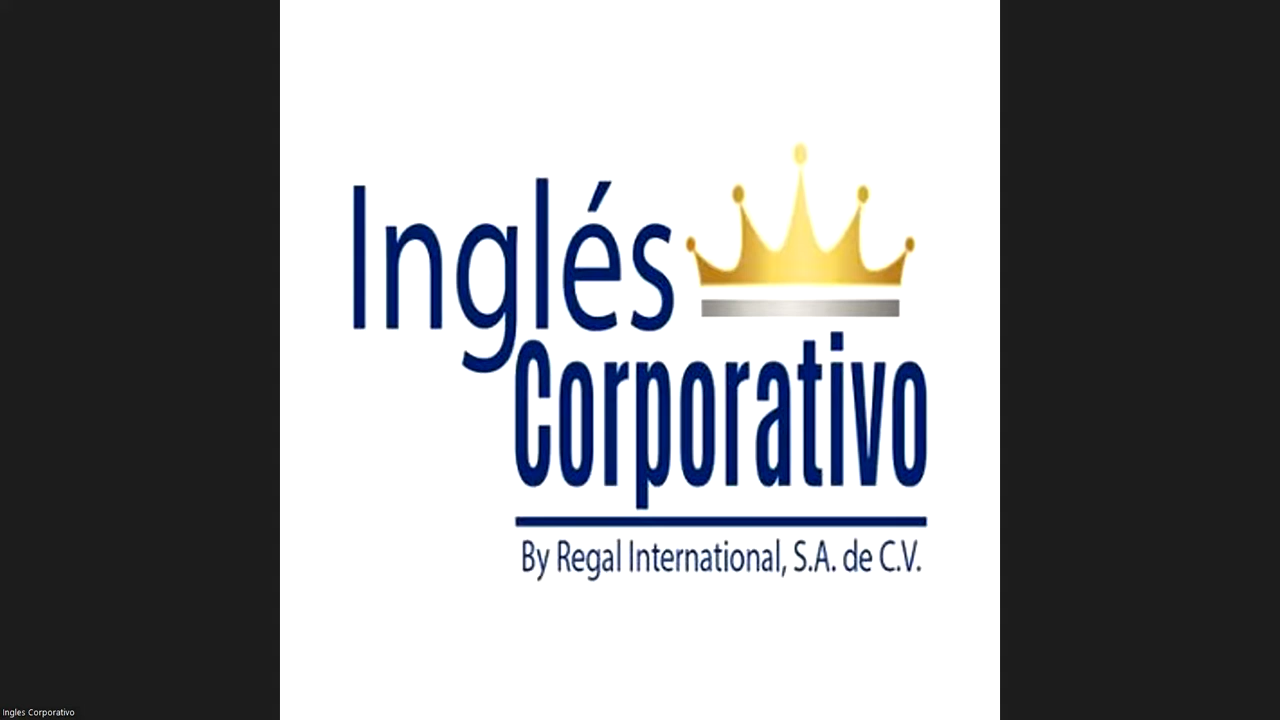 Inglés
Corporativo
By Regal International, S.A. de C.V.
Ingles Corporativo